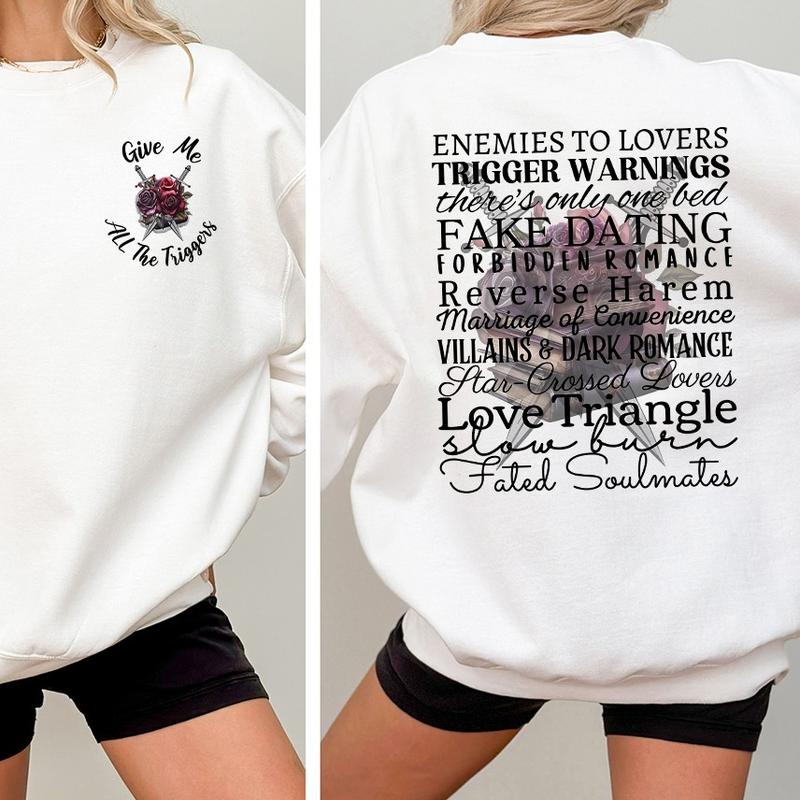 Give Me
All The Triggers
ENEMIES TO LOVERS
TRIGGER WARNINGS
there's only one bed
FAKE DATING
FORBIDDEN ROMANCE
Reverse Harem
Marriage of Convenience
VILLAINS & DARK ROMANCE
Star-Crossed Lovers
Love Triangle
slow burn
Fated Soulmates